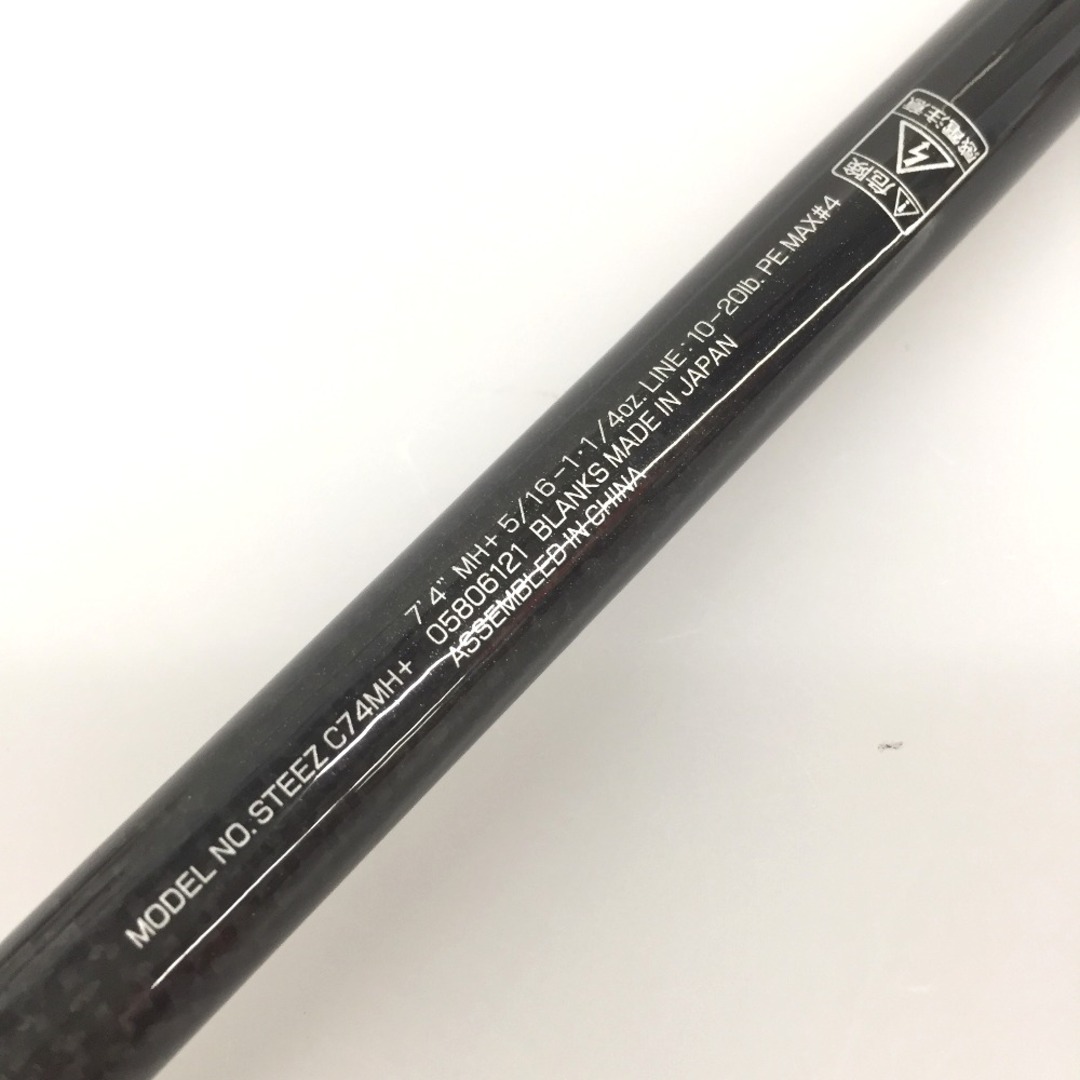 MODEL NO. STEEZ C74MH+
7' 4" MH+ 5/16-1・1/4oz. LINE : 10-20lb. PE MAX#4
05806121 BLANKS MADE IN JAPAN
ASSEMBLED IN CHINA
危険
感電注意